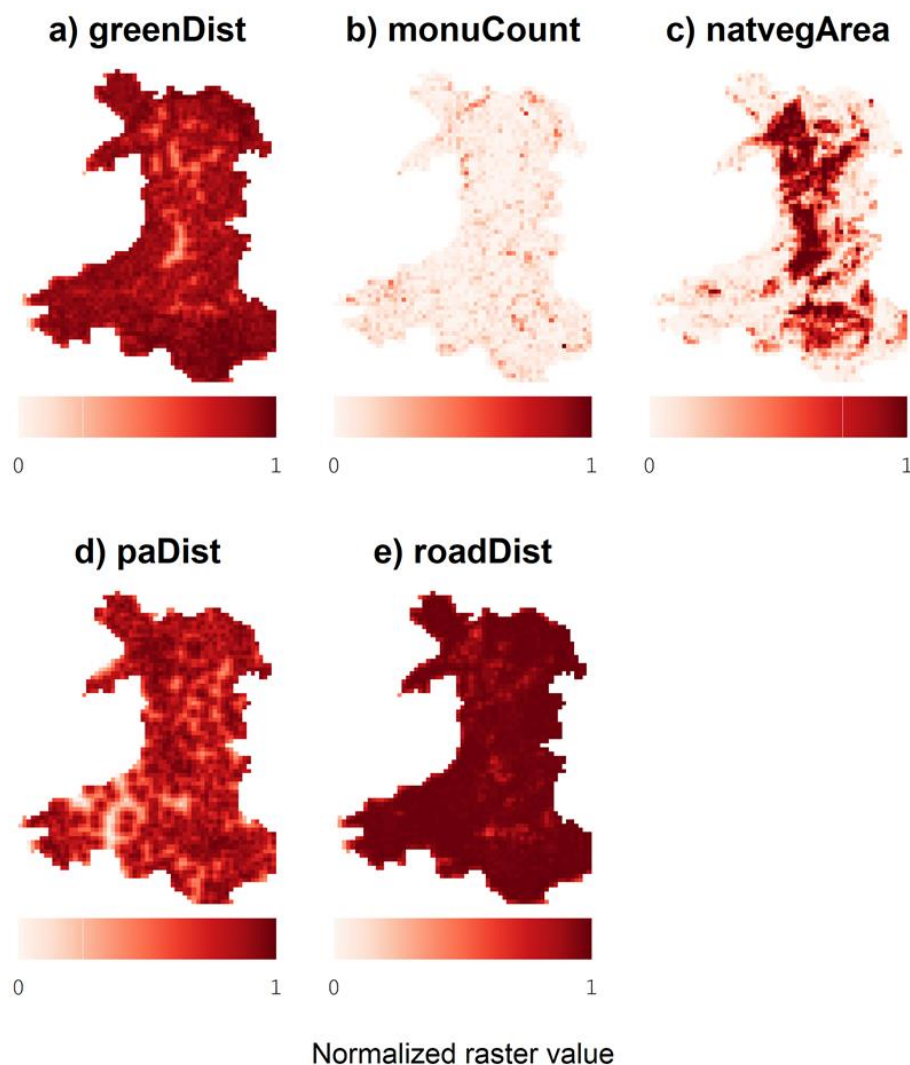 a) greenDist b) monuCount c) natvegArea
0 1 0 1 0 1
d) paDist e) roadDist
0 1 0 1
Normalized raster value